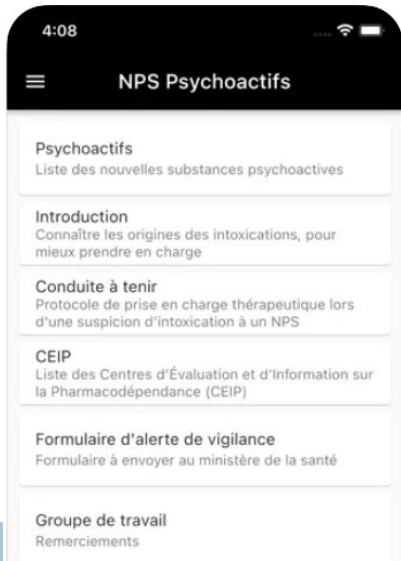 4:08
NPS Psychoactifs
Psychoactifs
Liste des nouvelles substances psychoactives
Introduction
Connaître les origines des intoxications, pour
mieux prendre en charge
Conduite à tenir
Protocole de prise en charge thérapeutique lors
d'une suspicion d'intoxication à un NPS
CEIP
Liste des Centres d'Évaluation et d'Information sur
la Pharmacodépendance (CEIP)
Formulaire d'alerte de vigilance
Formulaire à envoyer au ministère de la santé
Groupe de travail
Remerciements